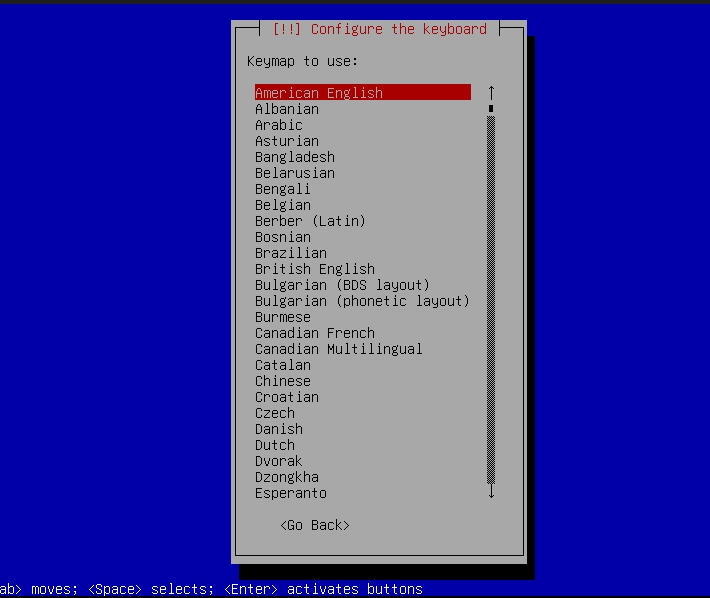 [!!] Configure the keyboard
Keymap to use:
American English
Albanian
Arabic
Asturian
Bangladesh
Belarusian
Bengali
Belgian
Berber (Latin)
Bosnian
Brazilian
British English
Bulgarian (BDS layout)
Bulgarian (phonetic layout)
Burmese
Canadian French
Canadian Multilingual
Catalan
Chinese
Croatian
Czech
Danish
Dutch
Dvorak
Dzongkha
Esperanto
<Go Back>
ab> moves; <Space> selects; <Enter> activates buttons